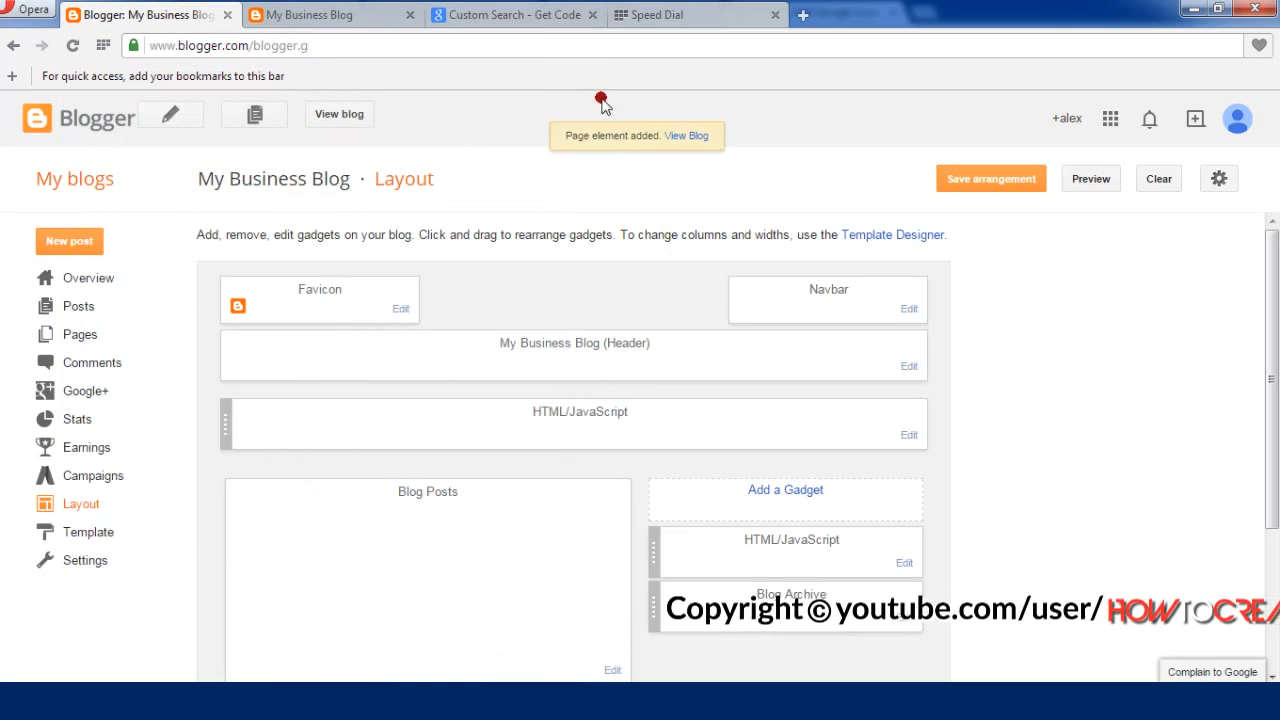 Opera
Blogger: My Business Blog
My Business Blog
Custom Search - Get Code
Speed Dial
www.blogger.com/blogger.g
For quick access, add your bookmarks to this bar
Blogger
View blog
+alex
Page element added. View Blog
My blogs
My Business Blog · Layout
Save arrangement
Preview
Clear
New post
Add, remove, edit gadgets on your blog. Click and drag to rearrange gadgets. To change columns and widths, use the Template Designer.
Overview
Posts
Pages
Comments
Google+
Stats
Earnings
Campaigns
Layout
Template
Settings
Favicon
Edit
Navbar
Edit
My Business Blog (Header)
Edit
HTML/JavaScript
Edit
Blog Posts
Edit
Add a Gadget
HTML/JavaScript
Edit
Blog Archive
Copyright © youtube.com/user/ HOWTOCREA
Complain to Google